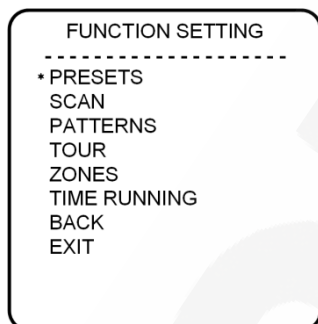 FUNCTION SETTING
- - - - - - - - - - - - - - - - - - - - - -
* PRESETS
SCAN
PATTERNS
TOUR
ZONES
TIME RUNNING
BACK
EXIT